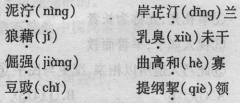 泥泞(nìng) 岸芷汀(dīng)兰
狼藉(jí) 乳臭(xiù)未干
倔强(jiàng) 曲高和(hè)寡
豆豉(chǐ) 提纲挈(qiè)领